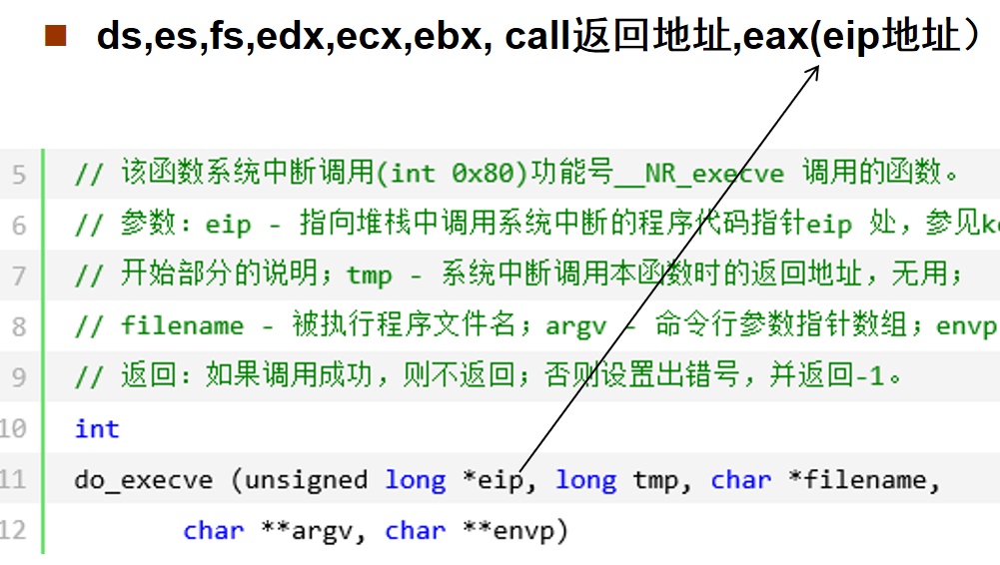 ds,es,fs,edx,ecx,ebx, call返回地址,eax(eip地址）
5 // 该函数系统中断调用(int 0x80)功能号__NR_execve 调用的函数。
6 // 参数：eip - 指向堆栈中调用系统中断的程序代码指针eip 处，参见k
7 // 开始部分的说明；tmp - 系统中断调用本函数时的返回地址，无用；
8 // filename - 被执行程序文件名；argv - 命令行参数指针数组；envp
9 // 返回：如果调用成功，则不返回；否则设置出错号，并返回-1。
10 int
11 do_execve (unsigned long *eip, long tmp, char *filename,
12 char **argv, char **envp)